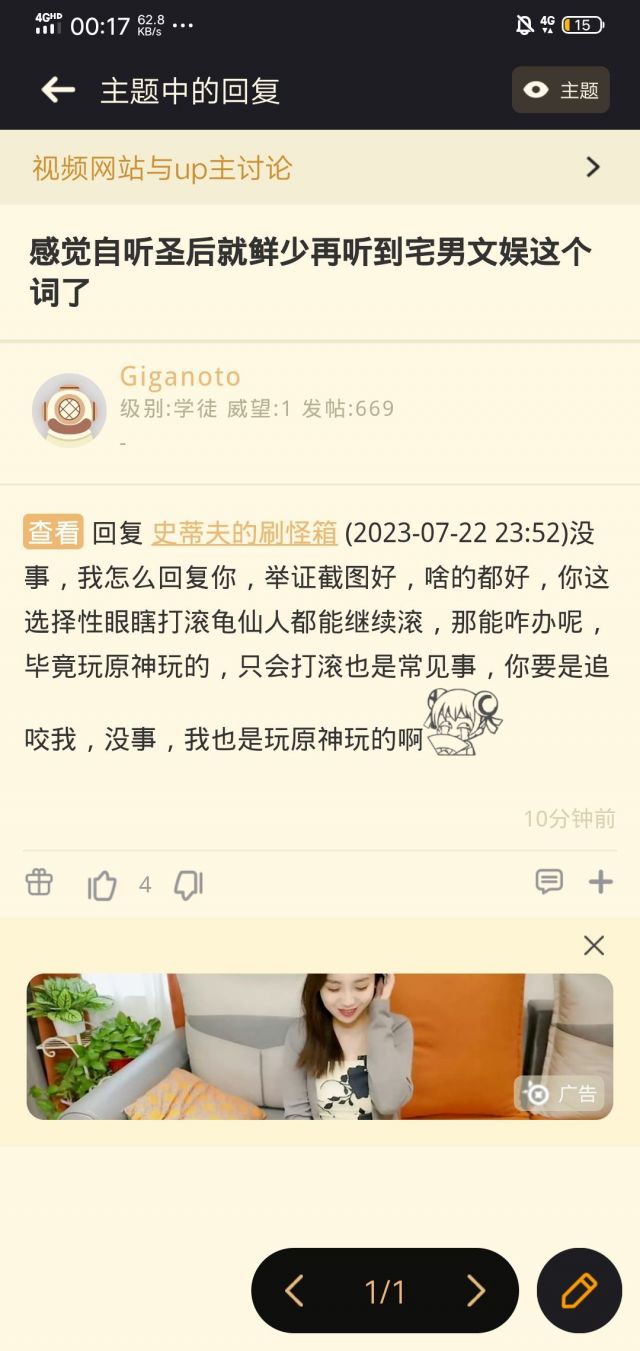 4GHD 00:17 62.8 KB/s ··· 4G 15
主题中的回复 主题
视频网站与up主讨论
感觉自听圣后就鲜少再听到宅男文娱这个
词了
Giganoto
级别:学徒 威望:1 发帖:669
-
查看 回复 史蒂夫的刷怪箱 (2023-07-22 23:52)没
事，我怎么回复你，举证截图好，啥的都好，你这
选择性眼瞎打滚龟仙人都能继续滚，那能咋办呢，
毕竟玩原神玩的，只会打滚也是常见事，你要是追
咬我，没事，我也是玩原神玩的啊
10分钟前
4
广告
1/1